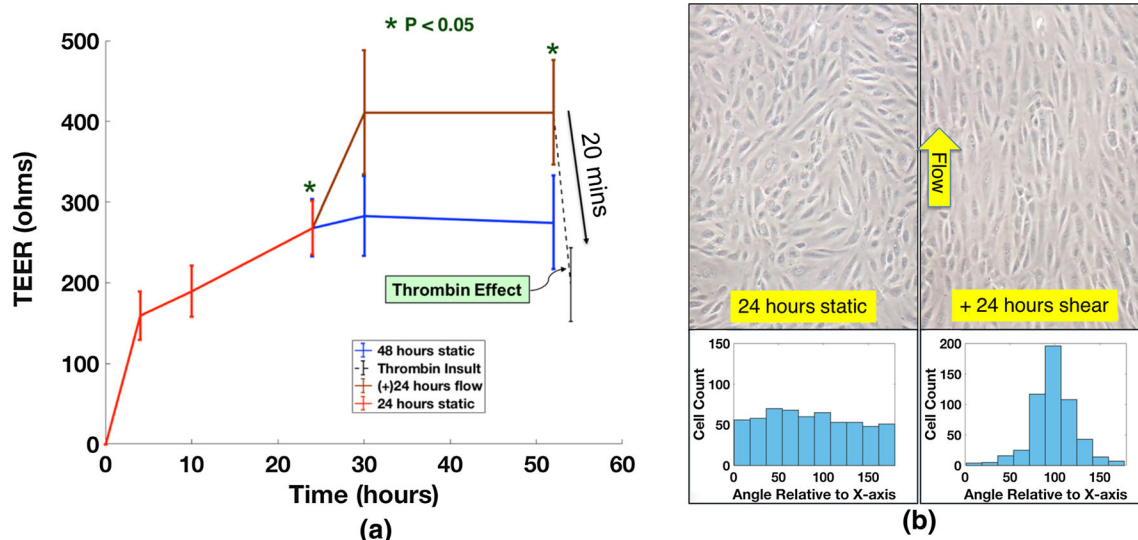 * P < 0.05
500
400
300
200
100
0
TEER (ohms)
*
*
20 mins
Thrombin Effect
48 hours static
Thrombin Insult
(+)24 hours flow
24 hours static
0 10 20 30 40 50 60
Time (hours)
(a)
Flow
24 hours static
+ 24 hours shear
150
100
50
0
Cell Count
0 50 100 150
Angle Relative to X-axis
200
150
100
50
0
Cell Count
0 50 100 150
Angle Relative to X-axis
(b)